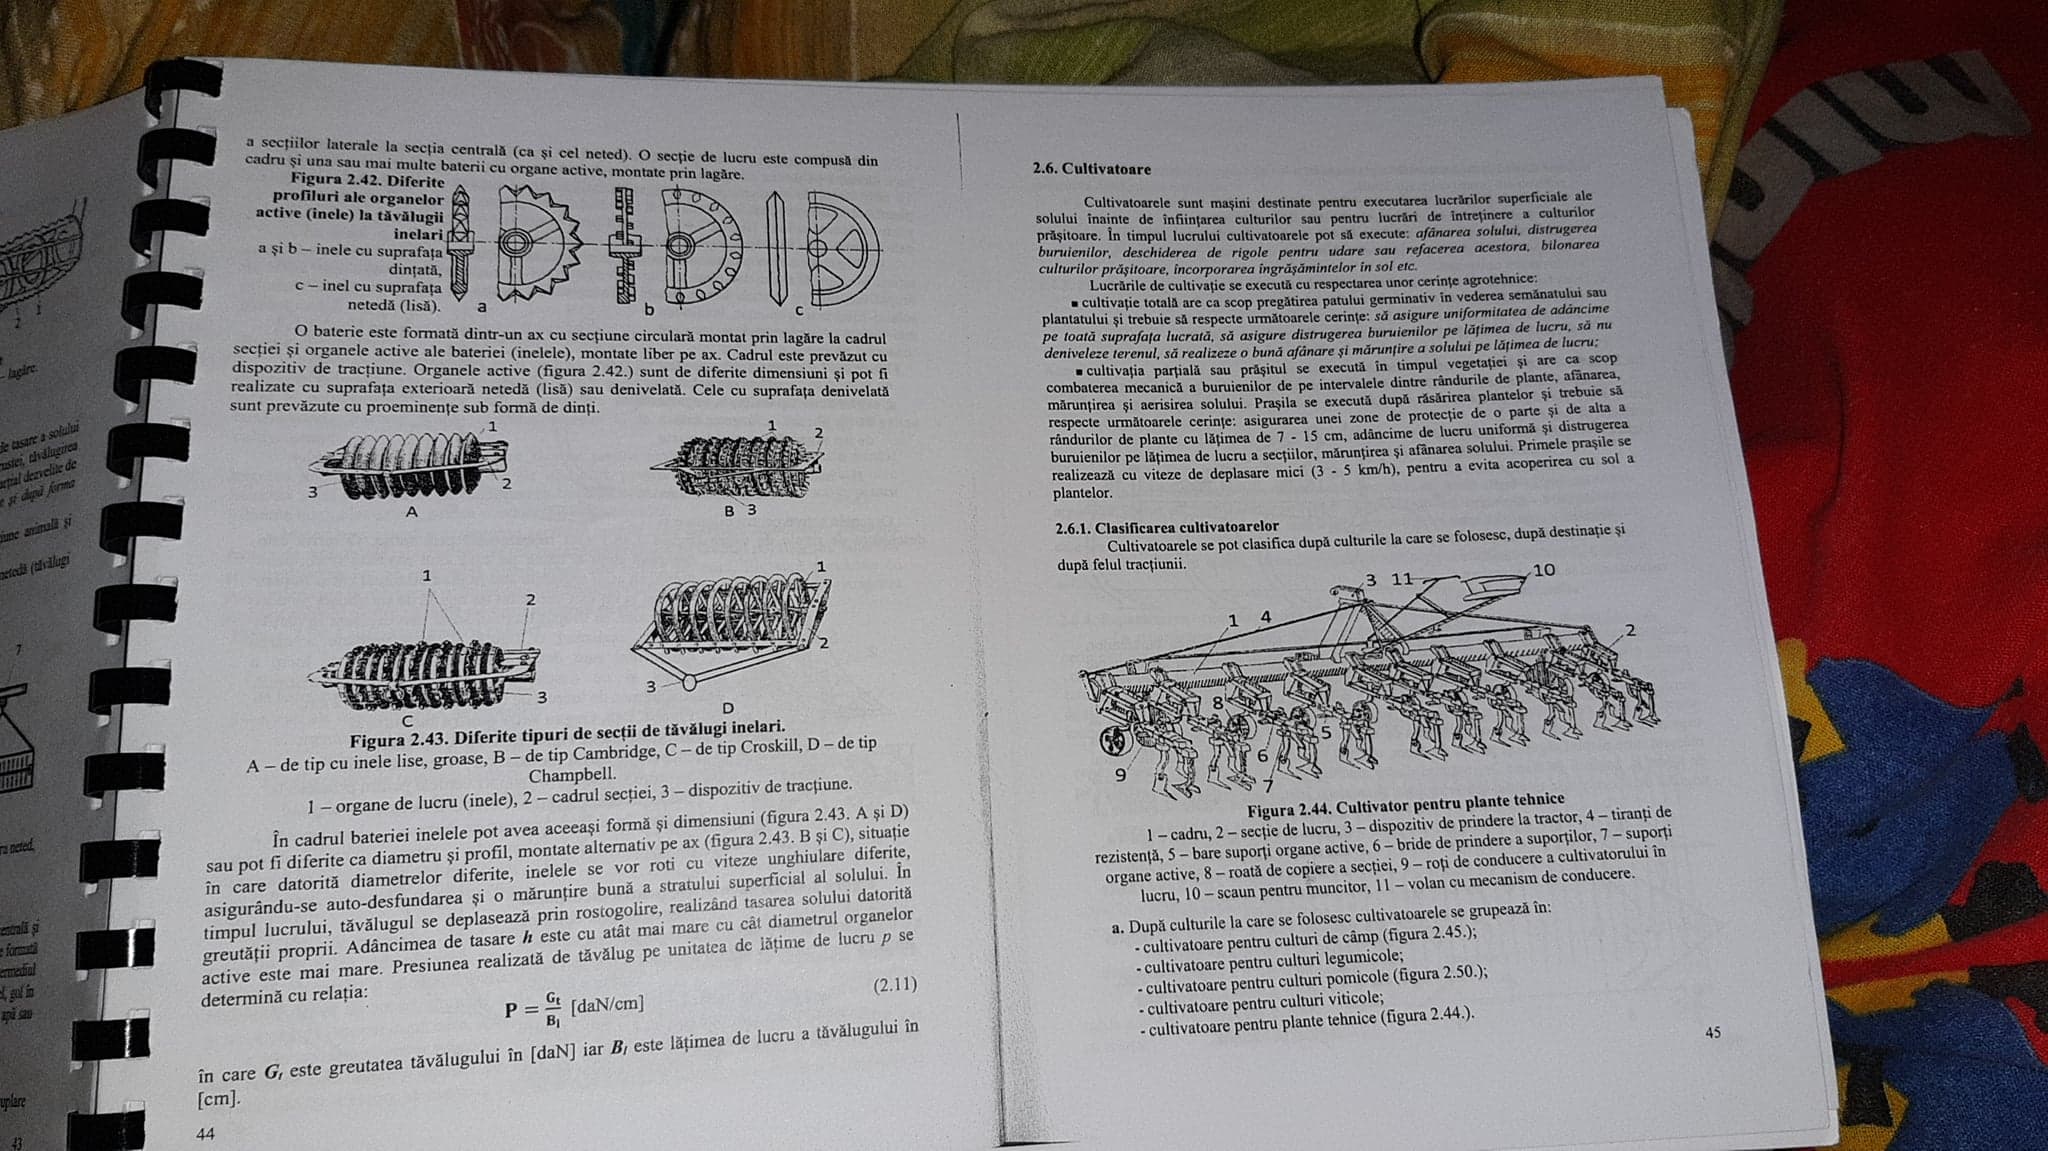 a secțiilor laterale la secția centrală (ca și cel neted). O secție de lucru este compusă din
cadru și una sau mai multe baterii cu organe active, montate prin lagăre.
Figura 2.42. Diferite
profiluri ale organelor
active (inele) la tăvălugii
inelari
a și b – inele cu suprafața
dințată,
c – inel cu suprafața
netedă (lisă).
a
b
c
O baterie este formată dintr-un ax cu secțiune circulară montat prin lagăre la cadrul
secției și organele active ale bateriei (inelele), montate liber pe ax. Cadrul este prevăzut cu
dispozitiv de tracțiune. Organele active (figura 2.42.) sunt de diferite dimensiuni și pot fi
realizate cu suprafața exterioară netedă (lisă) sau denivelată. Cele cu suprafața denivelată
sunt prevăzute cu proeminențe sub formă de dinți.
1
2
3
A
1
2
B 3
1
2
3
C
1
2
3
D
Figura 2.43. Diferite tipuri de secții de tăvălugi inelari.
A – de tip cu inele lise, groase, B – de tip Cambridge, C – de tip Croskill, D – de tip
Champbell.
1 – organe de lucru (inele), 2 – cadrul secției, 3 – dispozitiv de tracțiune.
În cadrul bateriei inelele pot avea aceeași formă și dimensiuni (figura 2.43. A și D)
sau pot fi diferite ca diametru și profil, montate alternativ pe ax (figura 2.43. B și C), situație
în care datorită diametrelor diferite, inelele se vor roti cu viteze unghiulare diferite,
asigurându-se auto-desfundarea și o mărunțire bună a stratului superficial al solului. În
timpul lucrului, tăvălugul se deplasează prin rostogolire, realizând tasarea solului datorită
greutății proprii. Adâncimea de tasare h este cu atât mai mare cu cât diametrul organelor
active este mai mare. Presiunea realizată de tăvălug pe unitatea de lățime de lucru p se
determină cu relația:
P = Gt / Bl [daN/cm] (2.11)
în care Gt este greutatea tăvălugului în [daN] iar Bl este lățimea de lucru a tăvălugului în
[cm].
44
2.6. Cultivatoare
Cultivatoarele sunt mașini destinate pentru executarea lucrărilor superficiale ale
solului înainte de înființarea culturilor sau pentru lucrări de întreținere a culturilor
prășitoare. În timpul lucrului cultivatoarele pot să execute: afânarea solului, distrugerea
buruienilor, deschiderea de rigole pentru udare sau refacerea acestora, bilonarea
culturilor prășitoare, încorporarea îngrășămintelor în sol etc.
Lucrările de cultivație se execută cu respectarea unor cerințe agrotehnice:
▪ cultivație totală are ca scop pregătirea patului germinativ în vederea semănatului sau
plantatului și trebuie să respecte următoarele cerințe: să asigure uniformitatea de adâncime
pe toată suprafața lucrată, să asigure distrugerea buruienilor pe lățimea de lucru, să nu
deniveleze terenul, să realizeze o bună afânare și mărunțire a solului pe lățimea de lucru;
▪ cultivația parțială sau prășitul se execută în timpul vegetației și are ca scop
combaterea mecanică a buruienilor de pe intervalele dintre rândurile de plante, afânarea,
mărunțirea și aerisirea solului. Prașila se execută după răsărirea plantelor și trebuie să
respecte următoarele cerințe: asigurarea unei zone de protecție de o parte și de alta a
rândurilor de plante cu lățimea de 7 - 15 cm, adâncime de lucru uniformă și distrugerea
buruienilor pe lățimea de lucru a secțiilor, mărunțirea și afânarea solului. Primele prașile se
realizează cu viteze de deplasare mici (3 - 5 km/h), pentru a evita acoperirea cu sol a
plantelor.
2.6.1. Clasificarea cultivatoarelor
Cultivatoarele se pot clasifica după culturile la care se folosesc, după destinație și
după felul tracțiunii.
3 11 10
1 4
2
8
5
6
9
7
Figura 2.44. Cultivator pentru plante tehnice
1 – cadru, 2 – secție de lucru, 3 – dispozitiv de prindere la tractor, 4 – tiranți de
rezistență, 5 – bare suporți organe active, 6 – bride de prindere a suporților, 7 – suporți
organe active, 8 – roată de copiere a secției, 9 – roți de conducere a cultivatorului în
lucru, 10 – scaun pentru muncitor, 11 – volan cu mecanism de conducere.
a. După culturile la care se folosesc cultivatoarele se grupează în:
- cultivatoare pentru culturi de câmp (figura 2.45.);
- cultivatoare pentru culturi legumicole;
- cultivatoare pentru culturi pomicole (figura 2.50.);
- cultivatoare pentru culturi viticole;
- cultivatoare pentru plante tehnice (figura 2.44.).
45